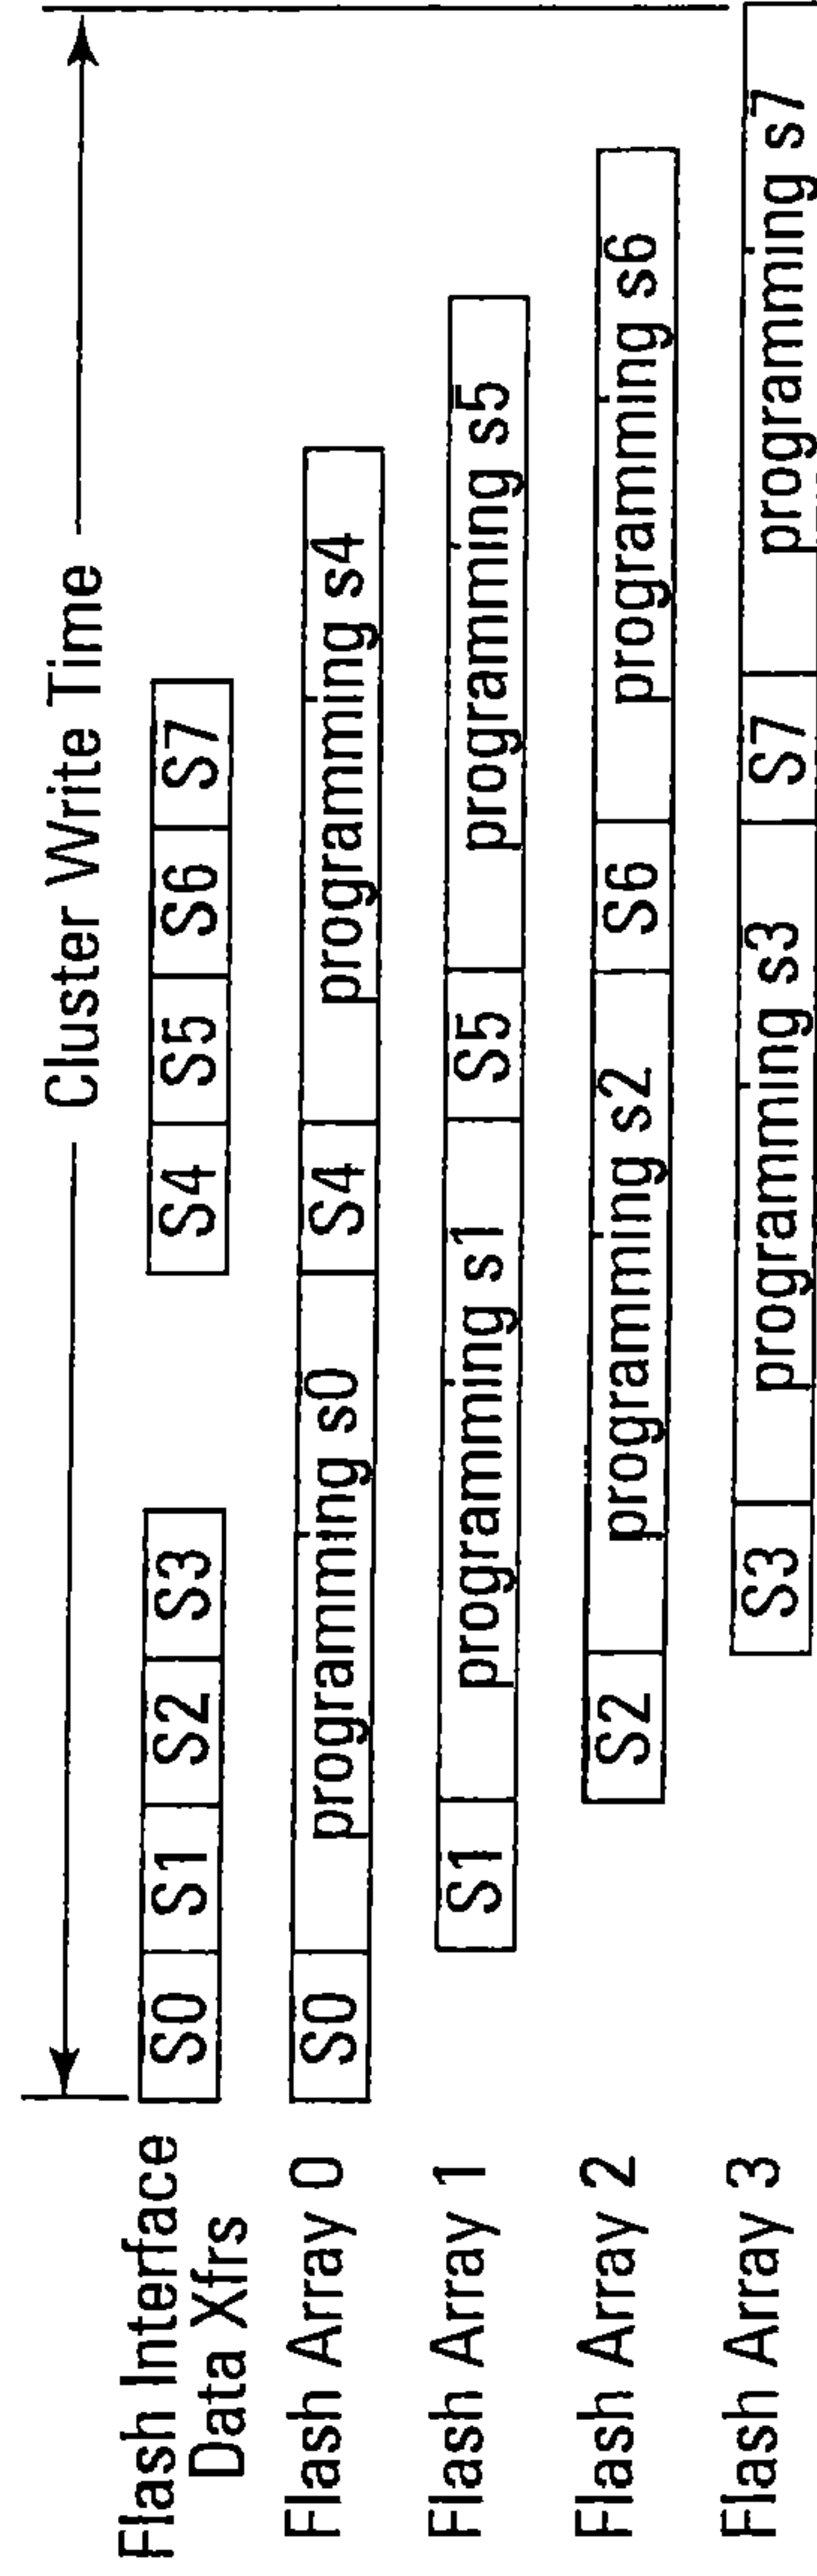 Cluster Write Time
Flash Interface
Data Xfrs
S0 S1 S2 S3 S4 S5 S6 S7
Flash Array 0
S0 programming s0 S4 programming s4
Flash Array 1
S1 programming s1 S5 programming s5
Flash Array 2
S2 programming s2 S6 programming s6
Flash Array 3
S3 programming s3 S7 programming s7